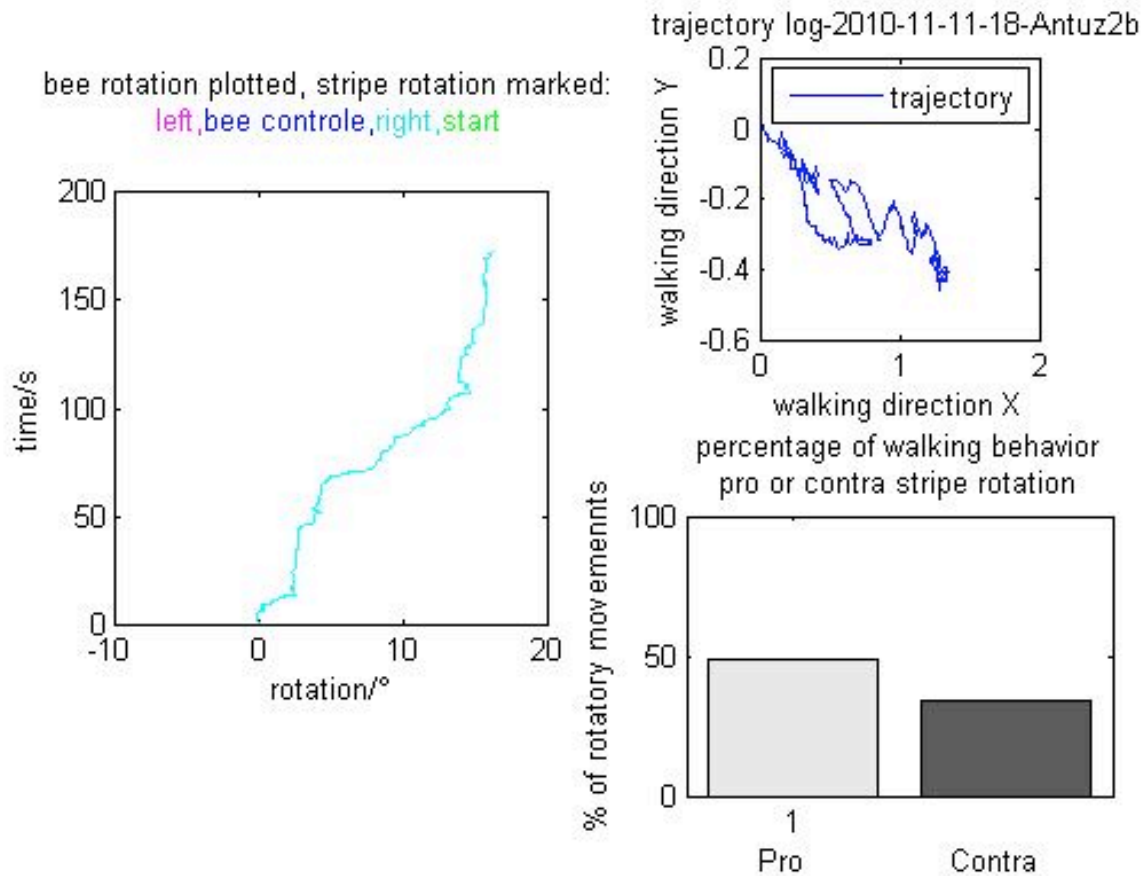 bee rotation plotted, stripe rotation marked:
left,bee controle,right,start
200
150
100
50
0
-10 0 10 20
time/s
rotation/°
trajectory log-2010-11-11-18-Antuz2b
0.2
0
-0.2
-0.4
-0.6
0 1 2
trajectory
walking direction Y
walking direction X
percentage of walking behavior
pro or contra stripe rotation
100
50
0
% of rotatory movemennts
1
Pro Contra